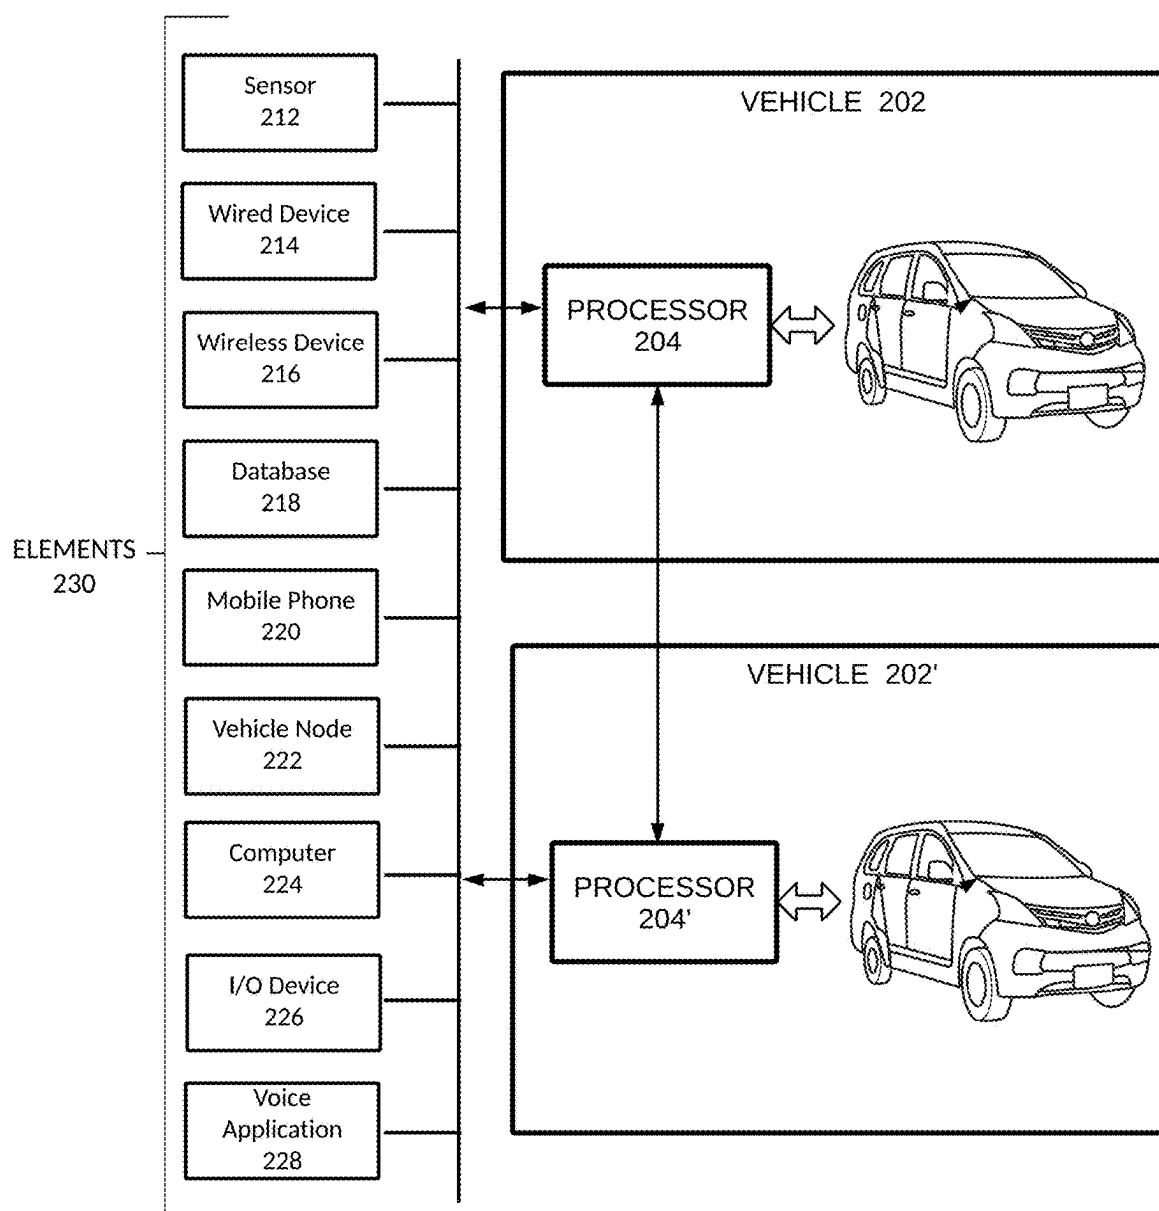 Sensor
212
Wired Device
214
Wireless Device
216
Database
218
ELEMENTS
230
Mobile Phone
220
Vehicle Node
222
Computer
224
I/O Device
226
Voice
Application
228
VEHICLE 202
PROCESSOR
204
VEHICLE 202'
PROCESSOR
204'